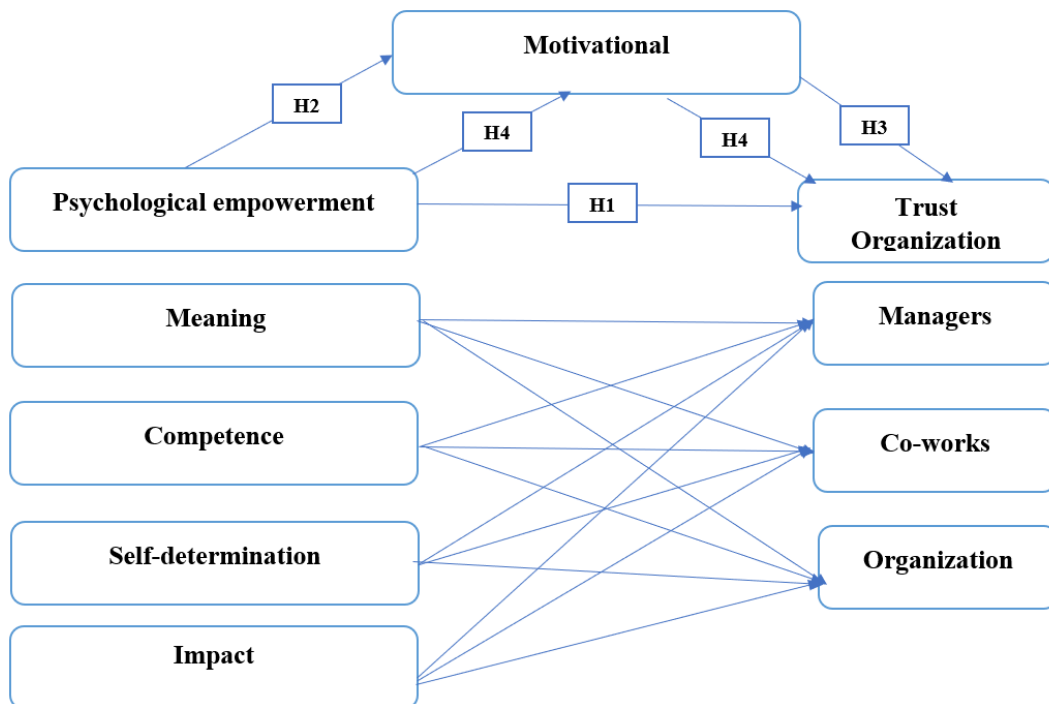 Motivational
H2
H4
H4
H3
Psychological empowerment
H1
Trust
Organization
Meaning
Managers
Competence
Co-works
Self-determination
Organization
Impact